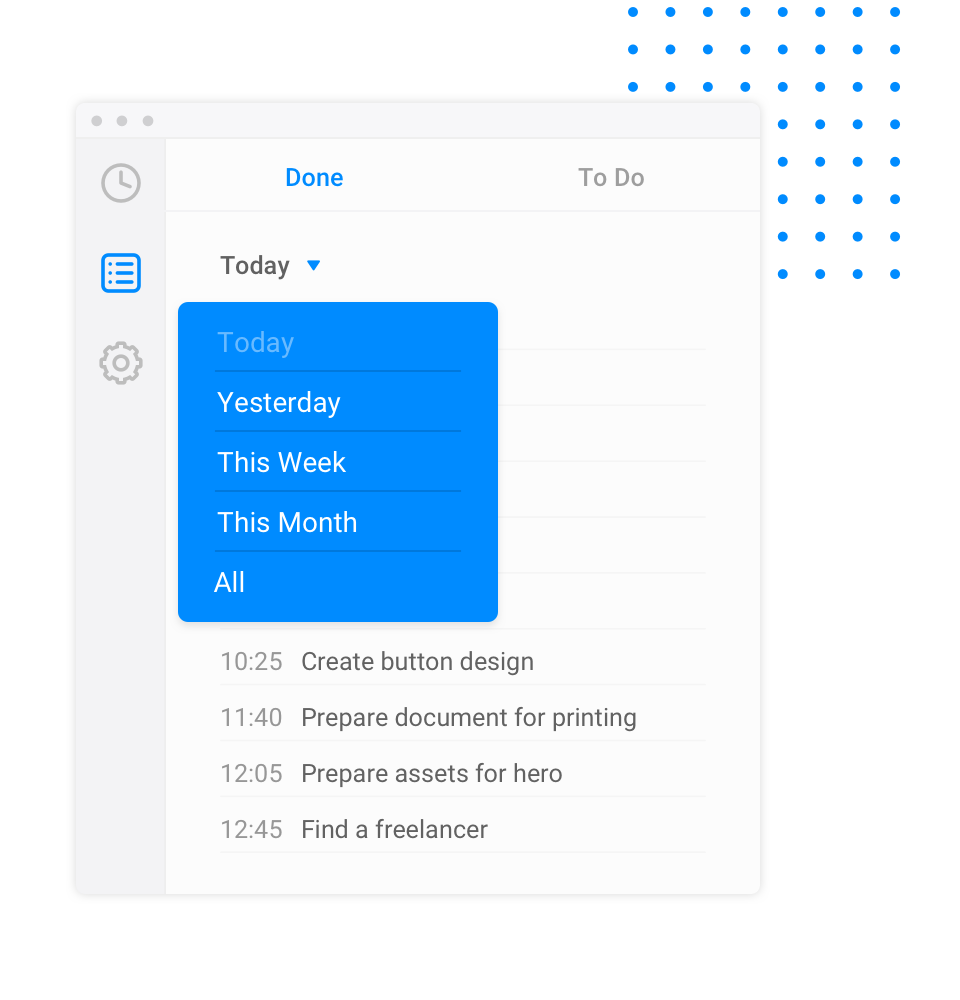 Done To Do
Today
Today
Yesterday
This Week
This Month
All
10:25 Create button design
11:40 Prepare document for printing
12:05 Prepare assets for hero
12:45 Find a freelancer